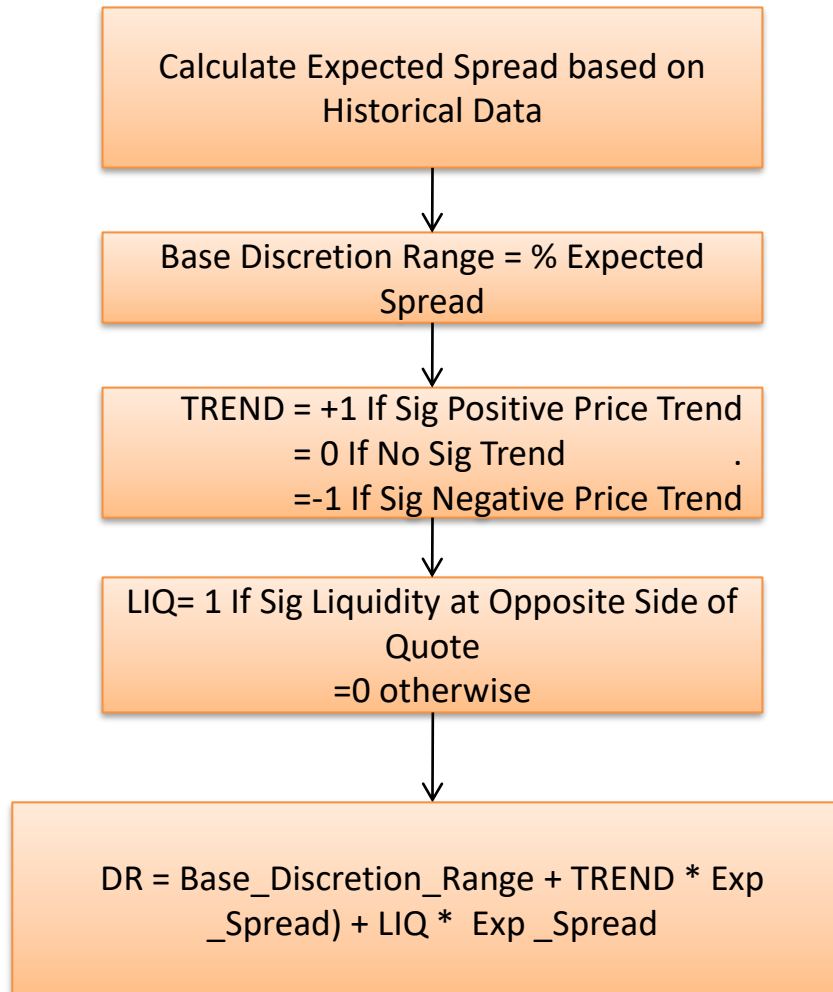 Calculate Expected Spread based on
Historical Data
Base Discretion Range = % Expected
Spread
TREND = +1 If Sig Positive Price Trend
= 0 If No Sig Trend .
=-1 If Sig Negative Price Trend
LIQ= 1 If Sig Liquidity at Opposite Side of
Quote
=0 otherwise
DR = Base_Discretion_Range + TREND * Exp
_Spread) + LIQ * Exp _Spread